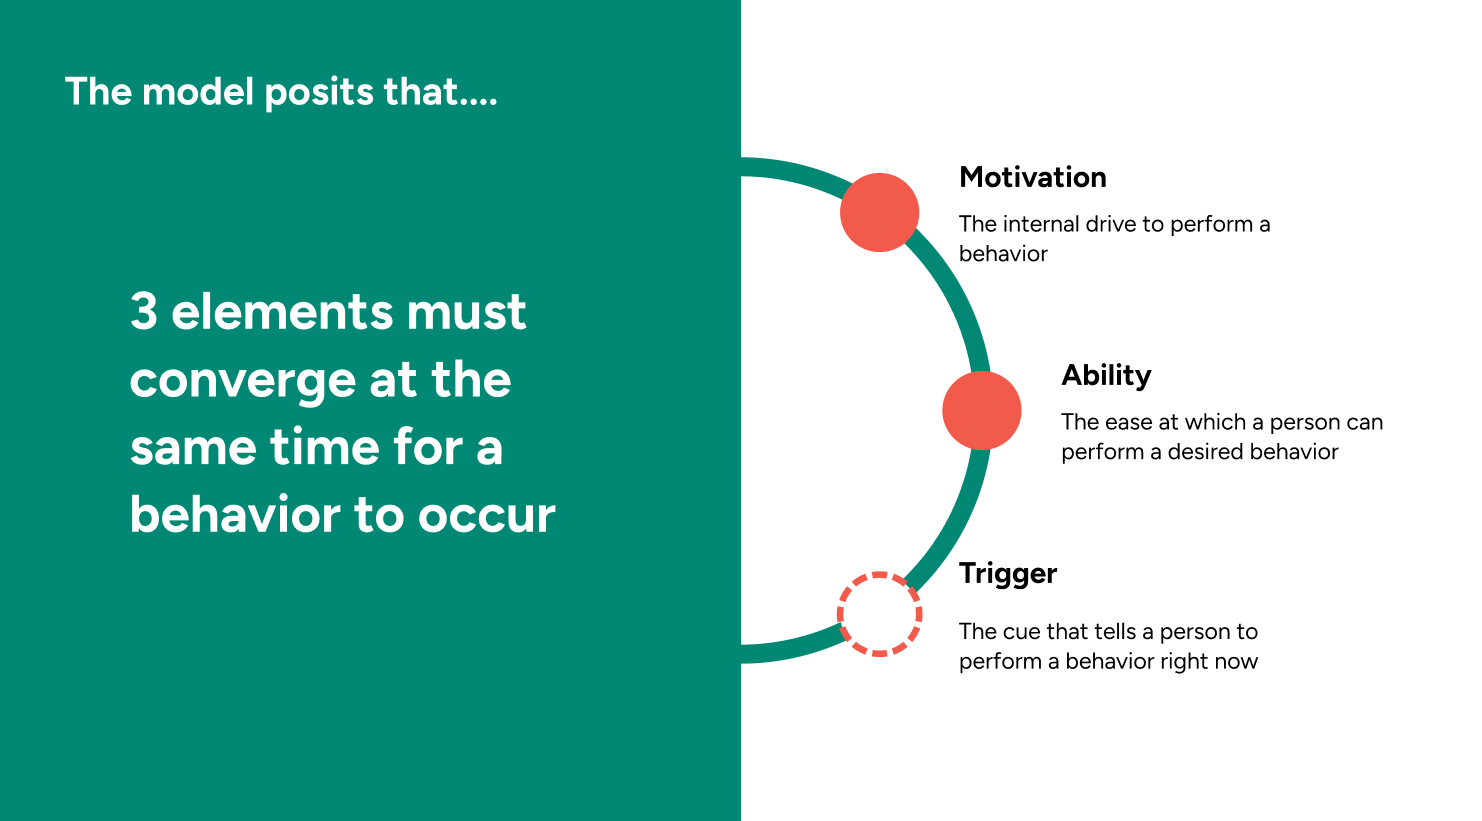 The model posits that....
3 elements must
converge at the
same time for a
behavior to occur
Motivation
The internal drive to perform a
behavior
Ability
The ease at which a person can
perform a desired behavior
Trigger
The cue that tells a person to
perform a behavior right now